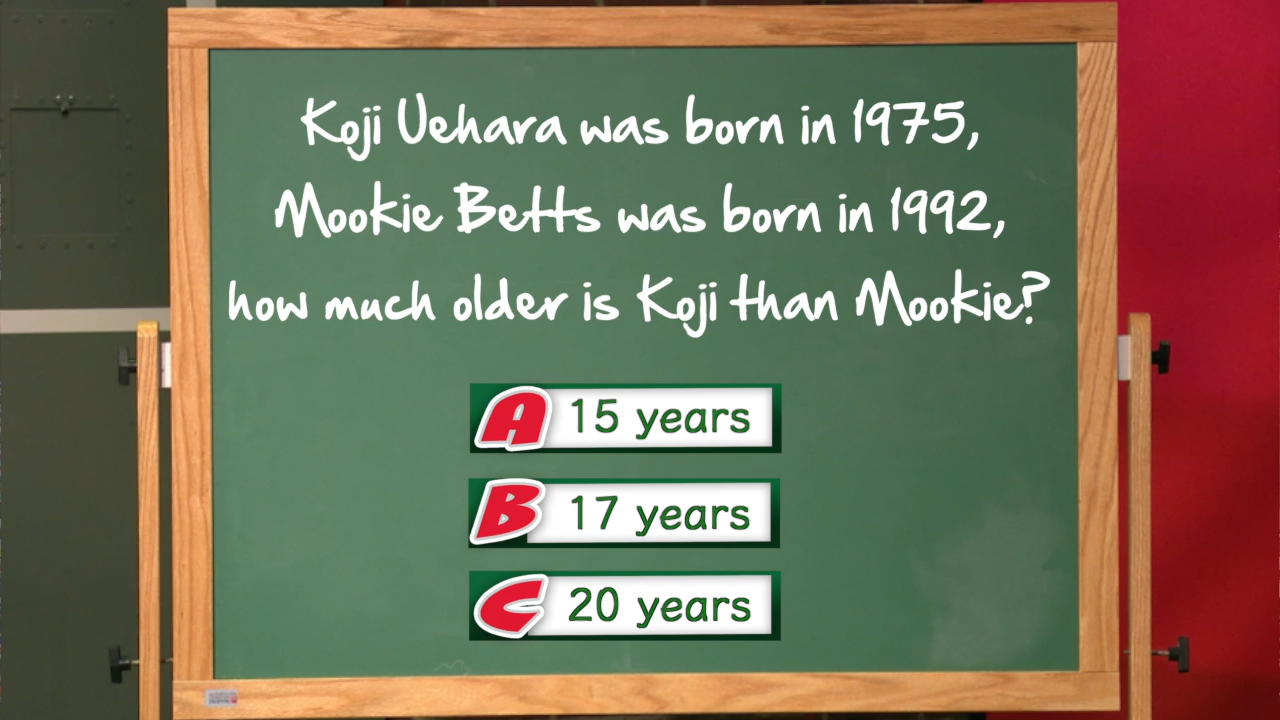 Koji Uehara was born in 1975,
Mookie Betts was born in 1992,
how much older is Koji than Mookie?
A 15 years
B 17 years
C 20 years